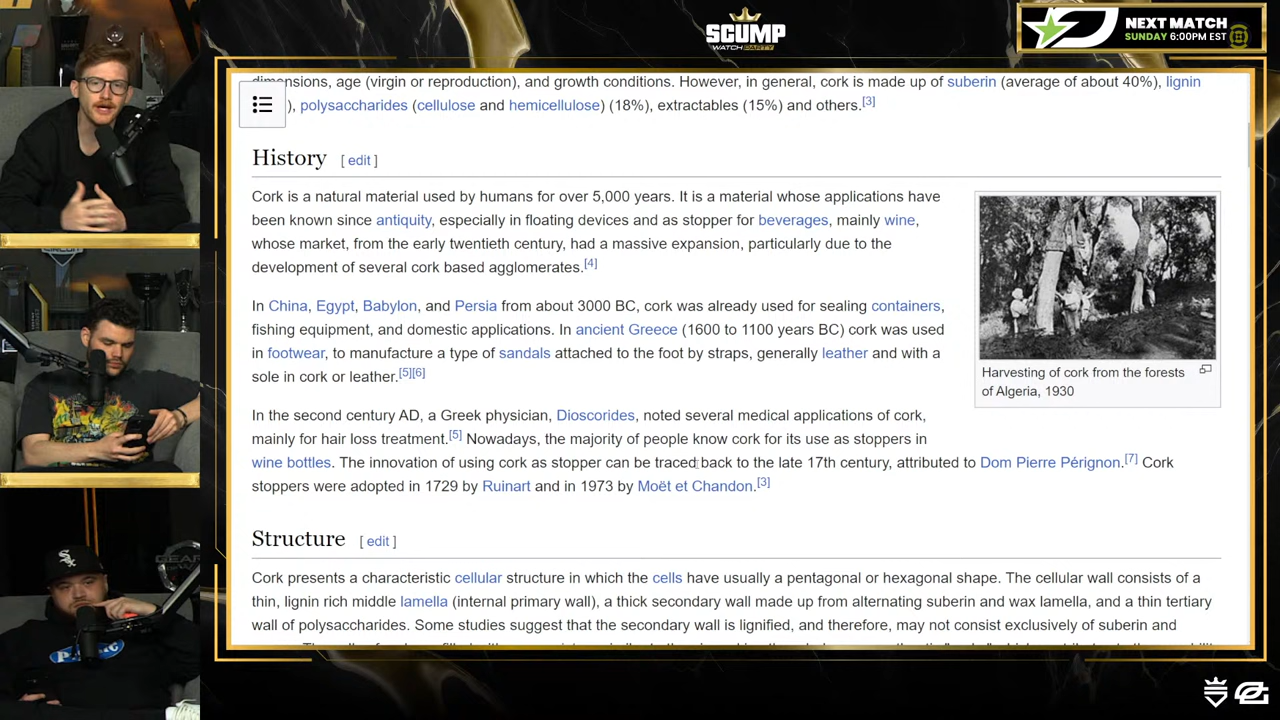 SCUMP
WATCH PARTY
NEXT MATCH
SUNDAY 6:00PM EST
dimensions, age (virgin or reproduction), and growth conditions. However, in general, cork is made up of suberin (average of about 40%), lignin
), polysaccharides (cellulose and hemicellulose) (18%), extractables (15%) and others.[3]
History [ edit ]
Cork is a natural material used by humans for over 5,000 years. It is a material whose applications have
been known since antiquity, especially in floating devices and as stopper for beverages, mainly wine,
whose market, from the early twentieth century, had a massive expansion, particularly due to the
development of several cork based agglomerates.[4]
In China, Egypt, Babylon, and Persia from about 3000 BC, cork was already used for sealing containers,
fishing equipment, and domestic applications. In ancient Greece (1600 to 1100 years BC) cork was used
in footwear, to manufacture a type of sandals attached to the foot by straps, generally leather and with a
sole in cork or leather.[5][6]
Harvesting of cork from the forests
of Algeria, 1930
In the second century AD, a Greek physician, Dioscorides, noted several medical applications of cork,
mainly for hair loss treatment.[5] Nowadays, the majority of people know cork for its use as stoppers in
wine bottles. The innovation of using cork as stopper can be traced back to the late 17th century, attributed to Dom Pierre Pérignon.[7] Cork
stoppers were adopted in 1729 by Ruinart and in 1973 by Moët et Chandon.[3]
Structure [ edit ]
Cork presents a characteristic cellular structure in which the cells have usually a pentagonal or hexagonal shape. The cellular wall consists of a
thin, lignin rich middle lamella (internal primary wall), a thick secondary wall made up from alternating suberin and wax lamella, and a thin tertiary
wall of polysaccharides. Some studies suggest that the secondary wall is lignified, and therefore, may not consist exclusively of suberin and